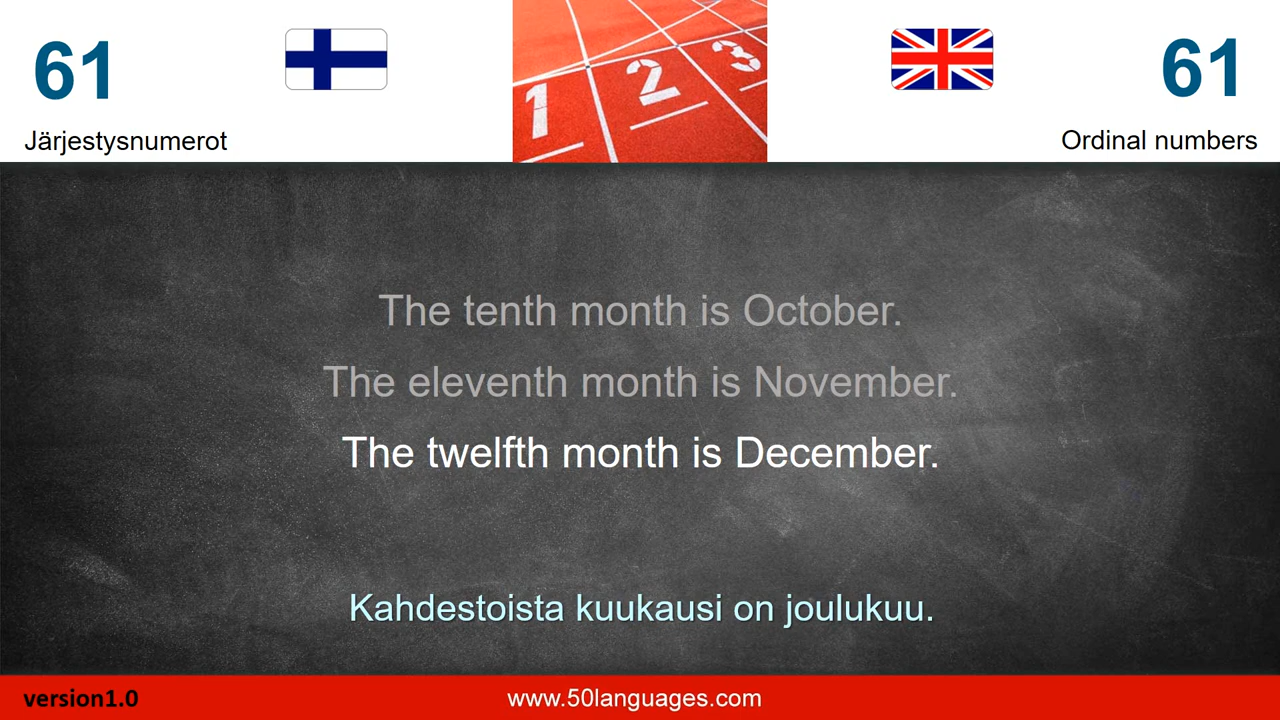 61
61
Järjestysnumerot
Ordinal numbers
1
2
3
The tenth month is October.
The eleventh month is November.
The twelfth month is December.
Kahdestoista kuukausi on joulukuu.
version1.0
www.50languages.com